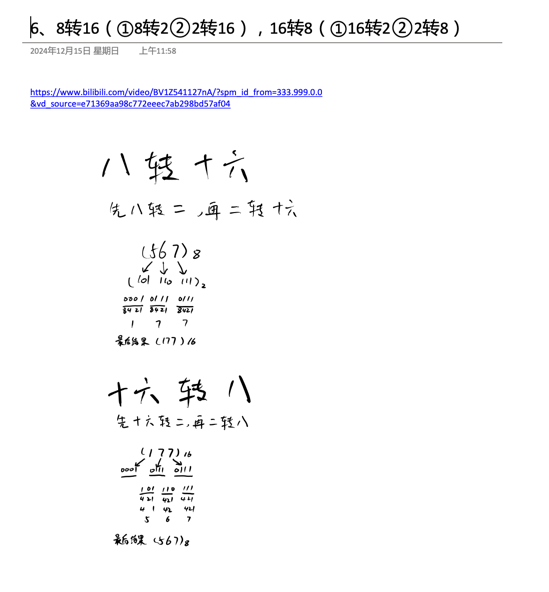 6、8转16（①8转2②2转16），16转8（①16转2②2转8）
2024年12月15日 星期日 上午11:58
https://www.bilibili.com/video/BV1Z541127nA/?spm_id_from=333.999.0.0
&vd_source=e71369aa98c772eeec7ab298bd57af04
八转十六
先八转二,再二转十六
(567)8
(101 110 111)2
0001 0111 0111
8421 8421 8421
1 7 7
最后结果 (177)16
十六转八
先十六转二,再二转八
(177)16
0001 0111 0111
101 110 111
421 421 421
4 1 42 421
5 6 7
最后结果 (567)8